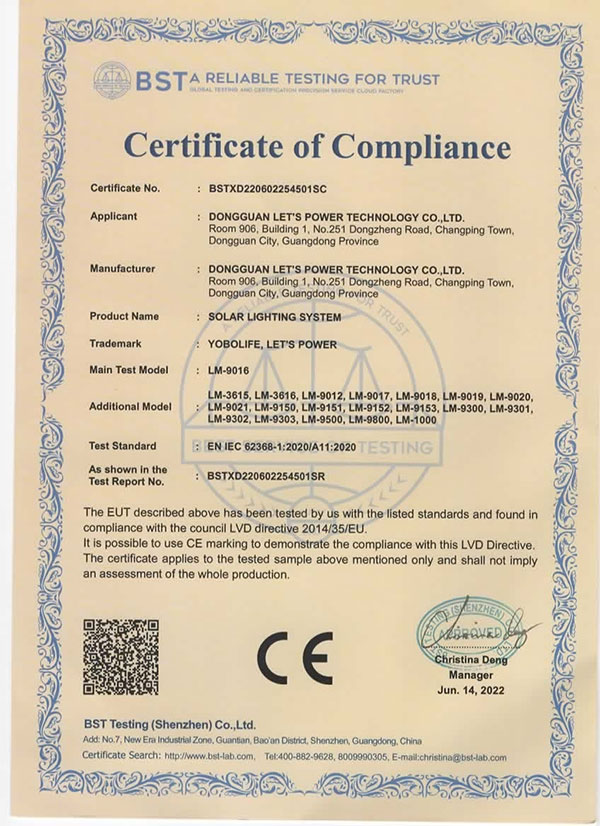 BST A RELIABLE TESTING FOR TRUST
GLOBAL TESTING AND CERTIFICATION PRECISION SERVICE CLOUD FACTORY
Certificate of Compliance
Certificate No. : BSTXD220602254501SC
Applicant : DONGGUAN LET'S POWER TECHNOLOGY CO.,LTD.
Room 906, Building 1, No.251 Dongzheng Road, Changping Town,
Dongguan City, Guangdong Province
Manufacturer : DONGGUAN LET'S POWER TECHNOLOGY CO.,LTD.
Room 906, Building 1, No.251 Dongzheng Road, Changping Town,
Dongguan City, Guangdong Province
Product Name : SOLAR LIGHTING SYSTEM
Trademark : YOBOLIFE, LET'S POWER
Main Test Model : LM-9016
LM-3615, LM-3616, LM-9012, LM-9017, LM-9018, LM-9019, LM-9020,
Additional Model : LM-9021, LM-9150, LM-9151, LM-9152, LM-9153, LM-9300, LM-9301,
LM-9302, LM-9303, LM-9500, LM-9800, LM-1000
Test Standard : EN IEC 62368-1:2020/A11:2020
As shown in the
Test Report No. : BSTXD220602254501SR
The EUT described above has been tested by us with the listed standards and found in
compliance with the council LVD directive 2014/35/EU.
It is possible to use CE marking to demonstrate the compliance with this LVD Directive.
The certificate applies to the tested sample above mentioned only and shall not imply
an assessment of the whole production.
CE
APPROVED
Christina Deng
Manager
Jun. 14, 2022
BST Testing (Shenzhen) Co.,Ltd.
Add: No.7, New Era Industrial Zone, Guantian, Bao'an District, Shenzhen, Guangdong, China
Certificate Search: http://www.bst-lab.com, Tel:400-882-9628, 8009990305, E-mail:christina@bst-lab.com